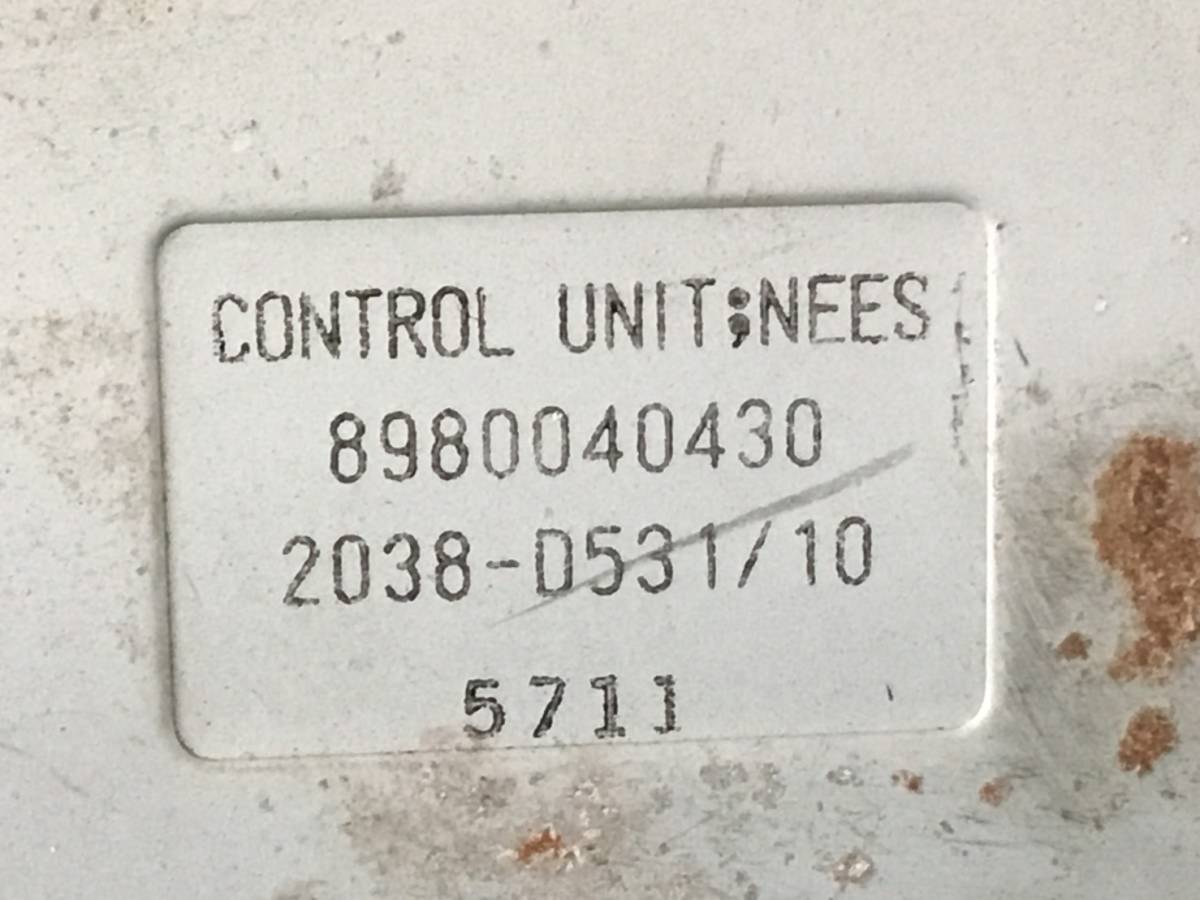 CONTROL UNIT;NEES
8980040430
2038-D531/10
5711